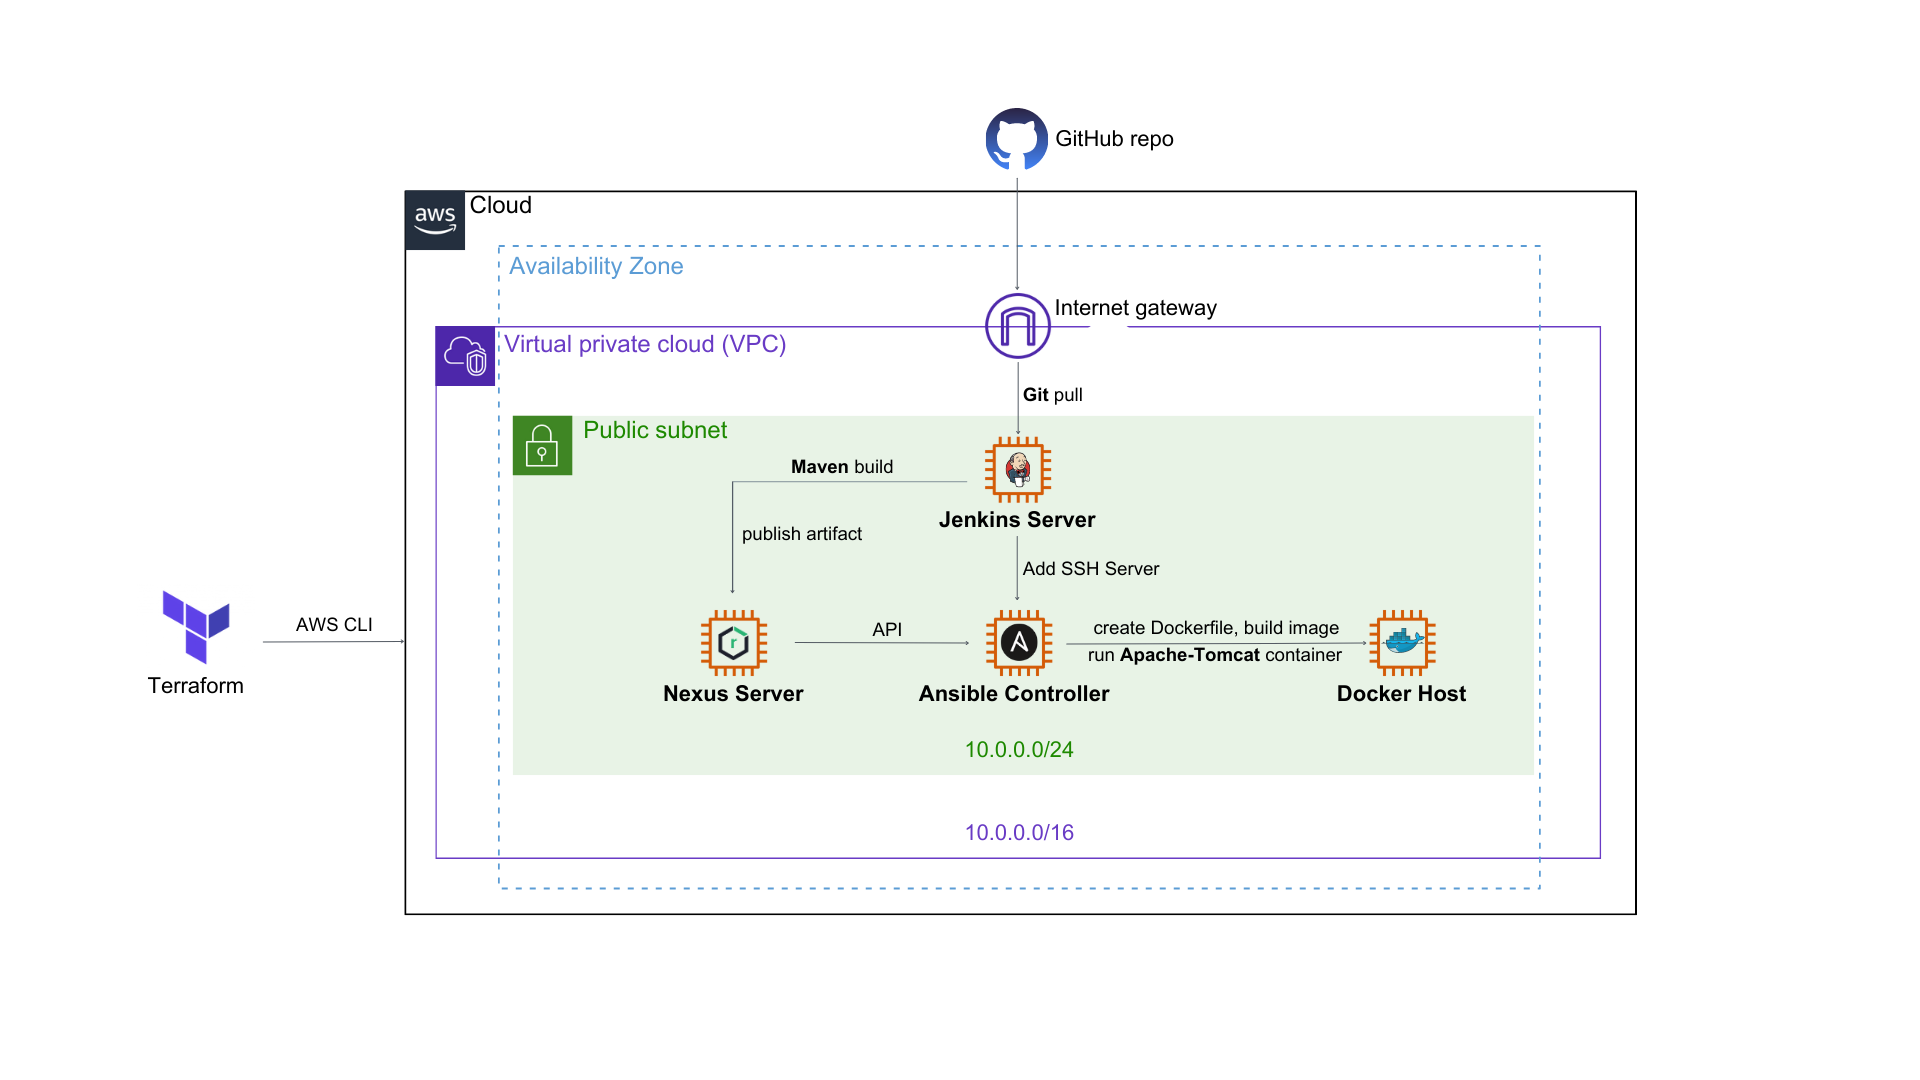 GitHub repo
aws
Cloud
Availability Zone
Internet gateway
Virtual private cloud (VPC)
Git pull
Public subnet
Maven build
Jenkins Server
publish artifact
Add SSH Server
AWS CLI
Terraform
r
API
create Dockerfile, build image
run Apache-Tomcat container
Nexus Server
Ansible Controller
Docker Host
10.0.0.0/24
10.0.0.0/16